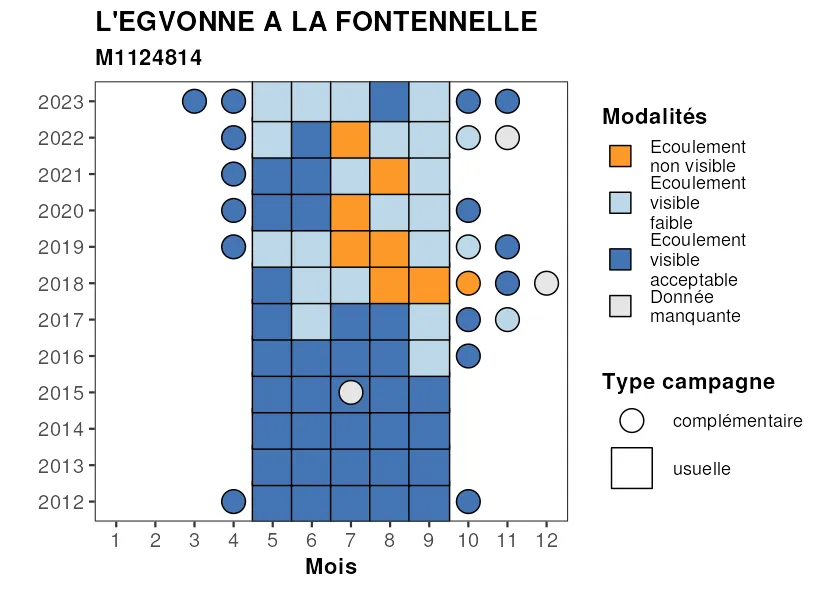 L'EGVONNE A LA FONTENNELLE
M1124814
2023
2022
2021
2020
2019
2018
2017
2016
2015
2014
2013
2012
1 2 3 4 5 6 7 8 9 10 11 12
Mois
Modalités
Ecoulement
non visible
Ecoulement
visible
faible
Ecoulement
visible
acceptable
Donnée
manquante
Type campagne
complémentaire
usuelle